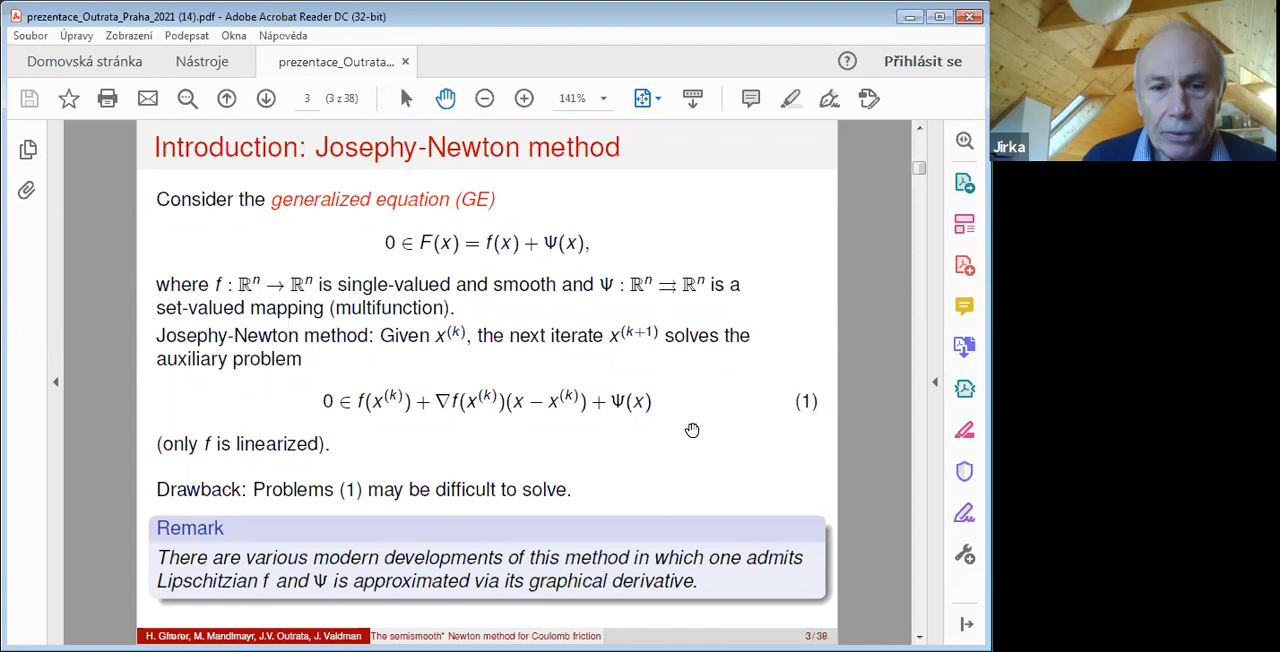 prezentace_Outrata_Praha_2021 (14).pdf - Adobe Acrobat Reader DC (32-bit)
Soubor Úpravy Zobrazení Podepsat Okna Nápověda
Domovská stránka Nástroje prezentace_Outrata... × Přihlásit se
3 (3 z 38) 141%
Jirka
Introduction: Josephy-Newton method
Consider the generalized equation (GE)
0 ∈ F(x) = f(x) + Ψ(x),
where f : ℝⁿ → ℝⁿ is single-valued and smooth and Ψ : ℝⁿ ⇉ ℝⁿ is a
set-valued mapping (multifunction).
Josephy-Newton method: Given x⁽ᵏ⁾, the next iterate x⁽ᵏ⁺¹⁾ solves the
auxiliary problem
0 ∈ f(x⁽ᵏ⁾) + ∇f(x⁽ᵏ⁾)(x − x⁽ᵏ⁾) + Ψ(x) (1)
(only f is linearized).
Drawback: Problems (1) may be difficult to solve.
Remark
There are various modern developments of this method in which one admits
Lipschitzian f and Ψ is approximated via its graphical derivative.
H. Gfrerer, M. Mandlmayr, J.V. Outrata, J. Valdman The semismooth* Newton method for Coulomb friction 3 / 38